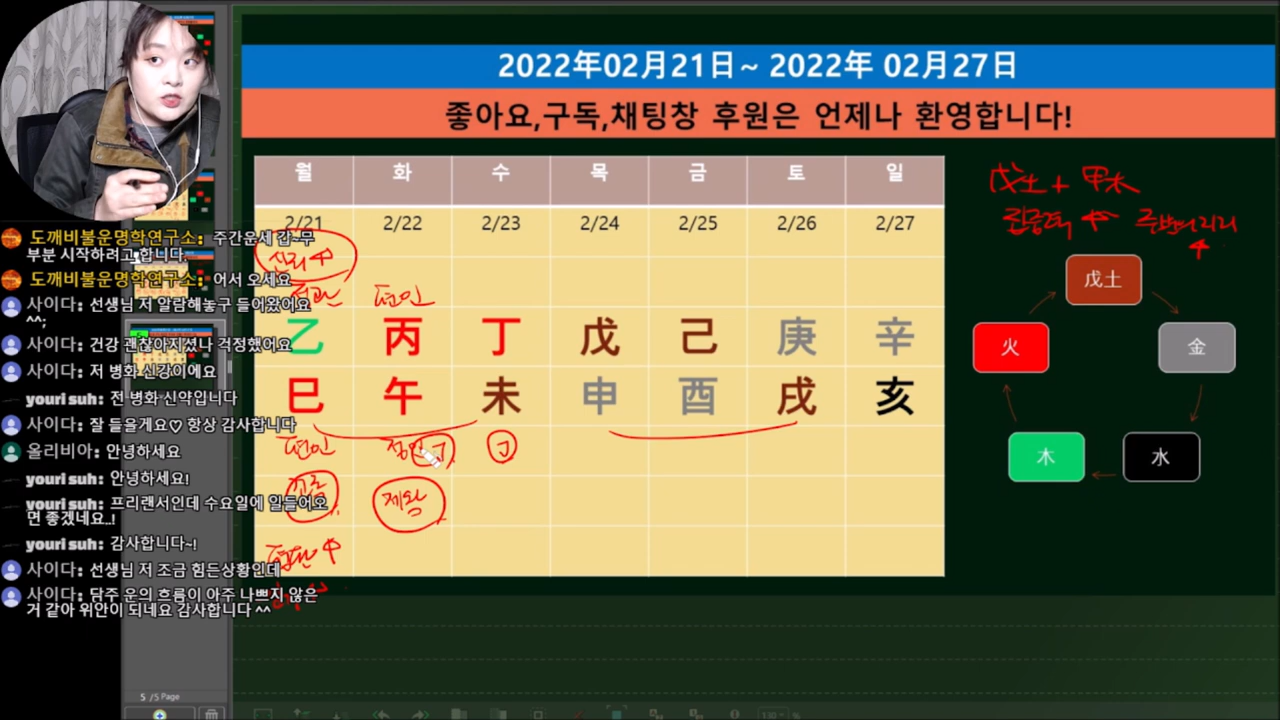 2022年02月21日~ 2022年 02月27日
좋아요,구독,채팅창 후원은 언제나 환영합니다!
월 화 수 목 금 토 일
2/21 2/22 2/23 2/24 2/25 2/26 2/27
편인
乙 丙 丁 戊 己 庚 辛
巳 午 未 申 酉 戌 亥
편인
제왕
戊土 + 甲木
戊土
火 金
木 水
도깨비불운명학연구소: 주간운세 갑~무
부분 시작하려고 합니다.
도깨비불운명학연구소: 어서 오세요
사이다: 선생님 저 알람해놓구 들어왔어요
^^;
사이다: 건강 괜찮아지셨나 걱정했어요
사이다: 저 병화 신강이에요
youri suh: 전 병화 신약입니다
사이다: 잘 들을게요♡ 항상 감사합니다
올리비아: 안녕하세요
youri suh: 안녕하세요!
youri suh: 프리랜서인데 수요일에 일들어오
면 좋겠네요..!
youri suh: 감사합니다~!
사이다: 선생님 저 조금 힘든상황인데
사이다: 담주 운의 흐름이 아주 나쁘지 않은
거 같아 위안이 되네요 감사합니다 ^^
5 /5 Page
130 %